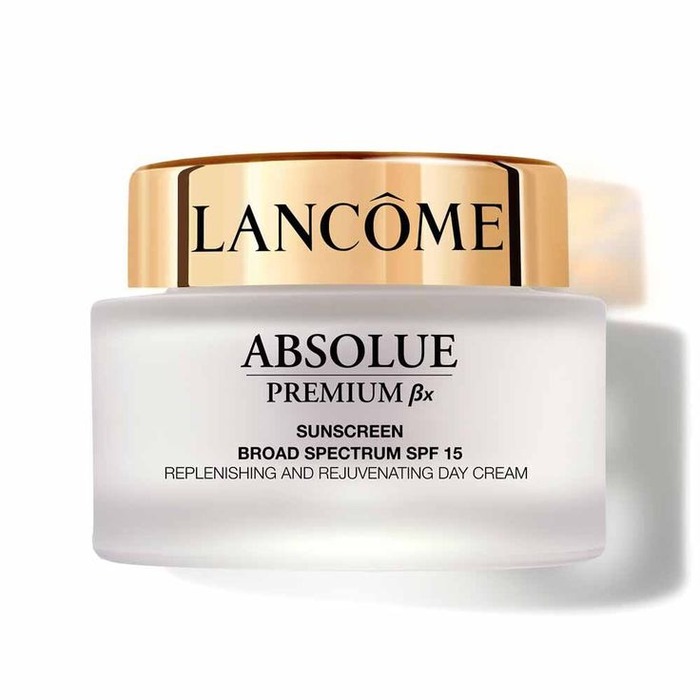 LANCÔME
ABSOLUE
PREMIUM βx
SUNSCREEN
BROAD SPECTRUM SPF 15
REPLENISHING AND REJUVENATING DAY CREAM